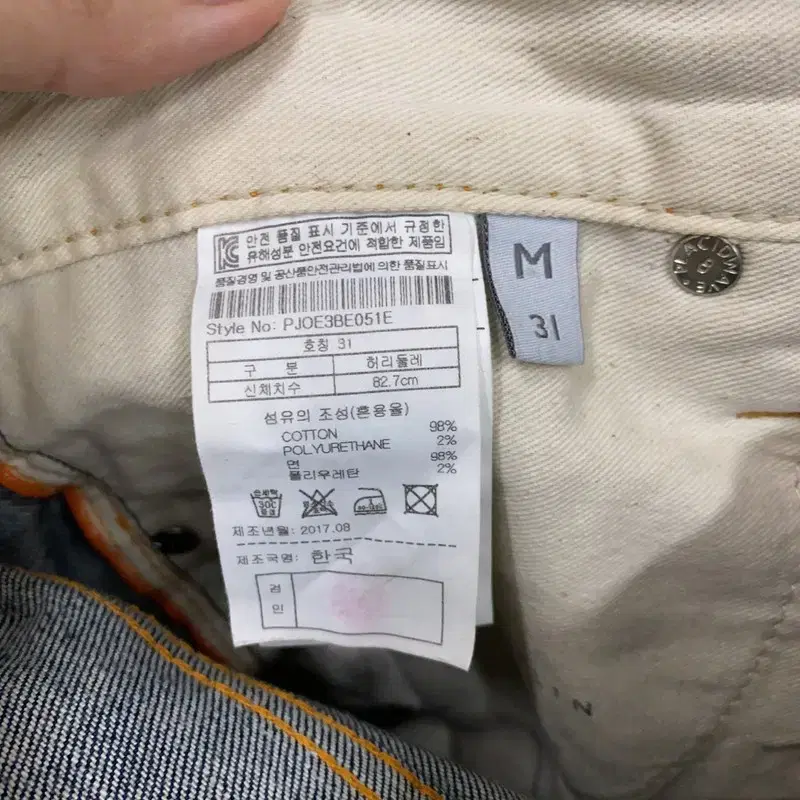 안전 품질 표시 기준에서 규정한
유해성분 안전요건에 적합한 제품임
품질경영 및 공산품안전관리법에 의한 품질표시
Style No: PJOE3BE051E
호칭 31
구 분 허리둘레
신체치수 82.7cm
섬유의 조성(혼용율)
COTTON 98%
POLYURETHANE 2%
면 98%
폴리우레탄 2%
30C
제조년월: 2017.08
제조국명: 한국
검
인
M
31
ACIDWAVE
8
IN